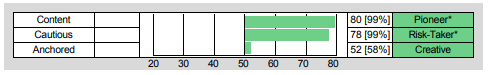 Content 80 [99%] Pioneer*
Cautious 78 [99%] Risk-Taker*
Anchored 52 [58%] Creative
20 30 40 50 60 70 80